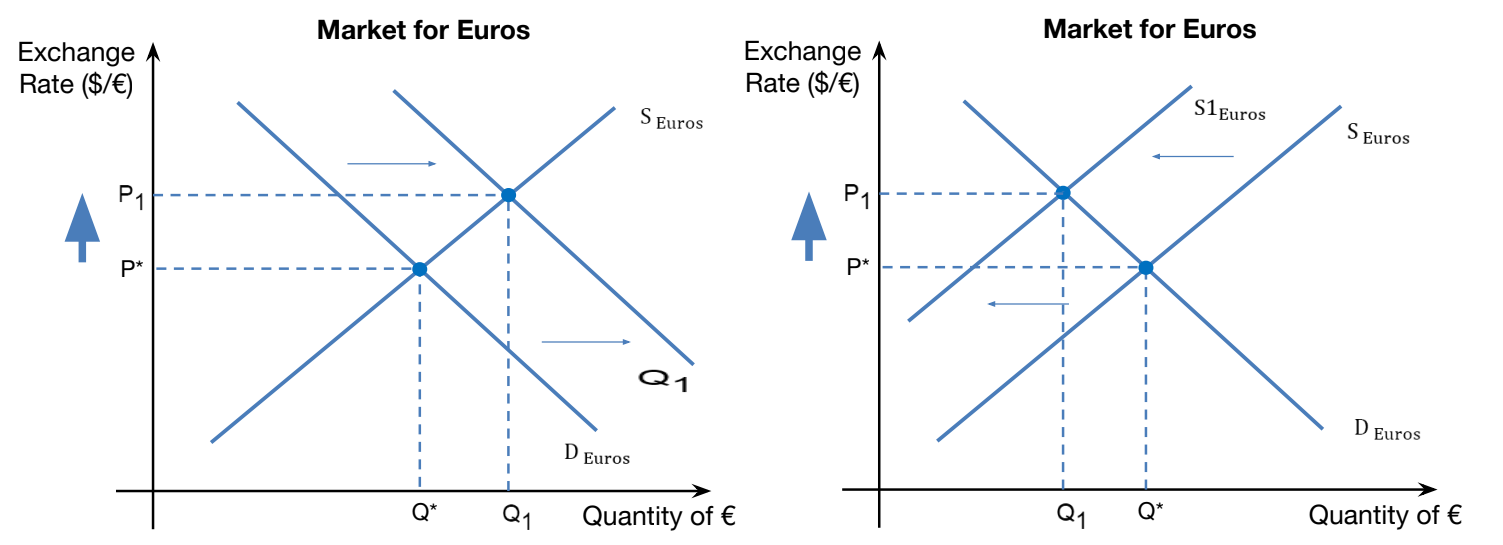 Market for Euros
Exchange
Rate ($/€)
S Euros
P1
P*
Q1
D Euros
Q*
Q1
Quantity of €
Market for Euros
Exchange
Rate ($/€)
S1Euros
S Euros
P1
P*
D Euros
Q1
Q*
Quantity of €